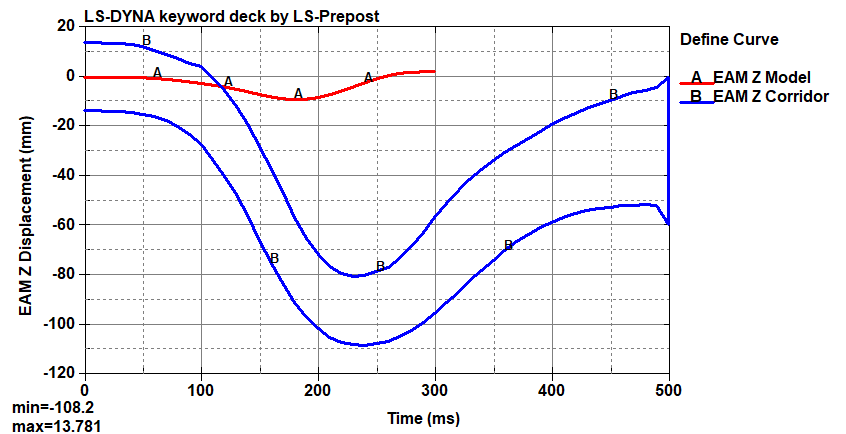 LS-DYNA keyword deck by LS-Prepost
Define Curve
A EAM Z Model
B EAM Z Corridor
EAM Z Displacement (mm)
20
0
-20
-40
-60
-80
-100
-120
B
A
A
A
A
B
B
B
B
0
100
200
300
400
500
Time (ms)
min=-108.2
max=13.781